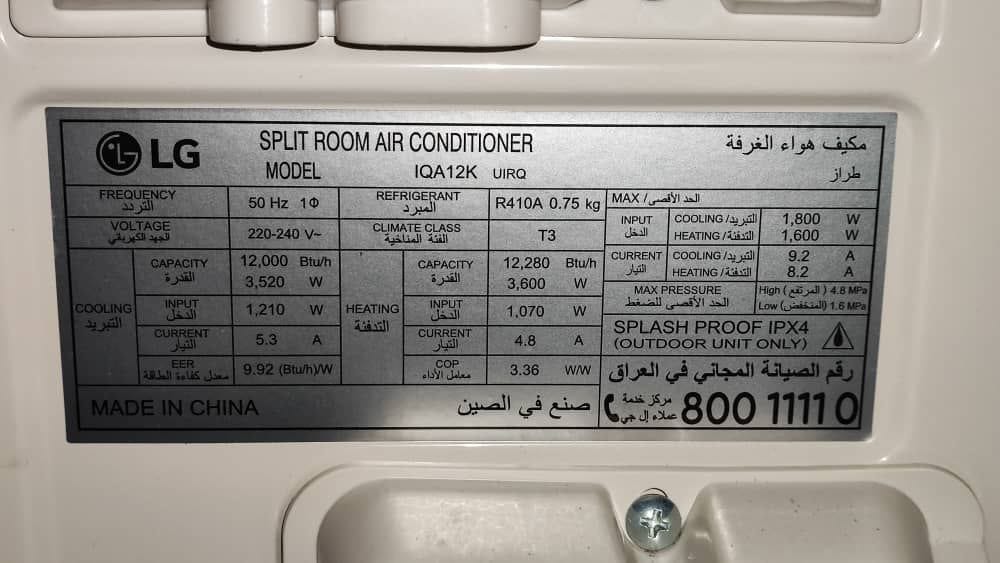 LG
SPLIT ROOM AIR CONDITIONER
مكيف هواء الغرفة
MODEL IQA12K UIRQ
طراز
FREQUENCY
التردد
50 Hz 1Φ
REFRIGERANT
المبرد
R410A 0.75 kg
VOLTAGE
الجهد الكهربائي
220-240 V~
CLIMATE CLASS
الفئة المناخية
T3
COOLING
التبريد
CAPACITY
القدرة
12,000 Btu/h
3,520 W
INPUT
الدخل
1,210 W
CURRENT
التيار
5.3 A
EER
معدل كفاءة الطاقة
9.92 (Btu/h)/W
HEATING
التدفئة
CAPACITY
القدرة
12,280 Btu/h
3,600 W
INPUT
الدخل
1,070 W
CURRENT
التيار
4.8 A
COP
معامل الأداء
3.36 W/W
MAX / الحد الأقصى
INPUT
الدخل
COOLING / التبريد 1,800 W
HEATING / التدفئة 1,600 W
CURRENT
التيار
COOLING / التبريد 9.2 A
HEATING / التدفئة 8.2 A
MAX PRESSURE
الحد الأقصى للضغط
High ( المرتفع ) 4.8 MPa
Low (المنخفض) 1.6 MPa
SPLASH PROOF IPX4
(OUTDOOR UNIT ONLY)
رقم الصيانة المجاني في العراق
مركز خدمة
عملاء إل جي
800 11110
MADE IN CHINA
صنع في الصين